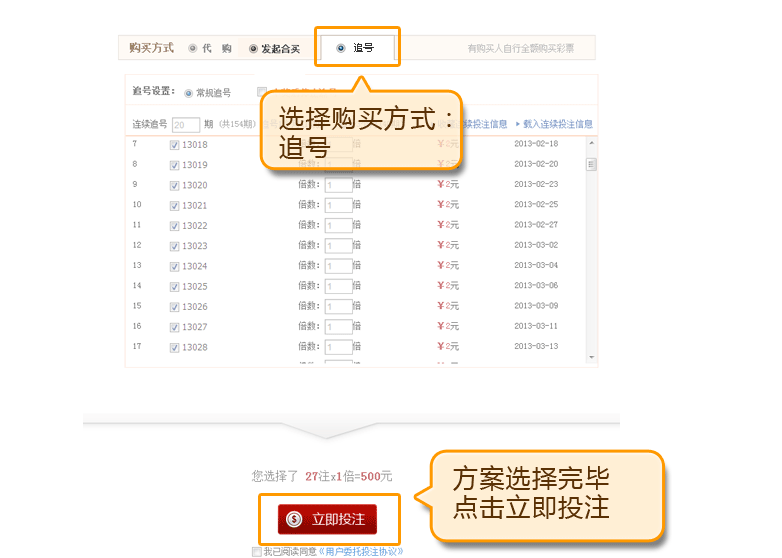 购买方式 代 购 发起合买 追号 有购买人自行全额购买彩票
追号设置: 常规追号
选择购买方式:
追号
连续追号 20 期 (共154期) 续投注信息 载入连续投注信息
7 13018 倍 ¥2元 2013-02-18
8 13019 2元 2013-02-20
9 13020 倍数: 1 倍 ¥2元 2013-02-23
10 13021 倍数: 1 倍 ¥2元 2013-02-25
11 13022 倍数: 1 倍 ¥2元 2013-02-27
12 13023 倍数: 1 倍 ¥2元 2013-03-02
13 13024 倍数: 1 倍 ¥2元 2013-03-04
14 13025 倍数: 1 倍 ¥2元 2013-03-06
15 13026 倍数: 1 倍 ¥2元 2013-03-09
16 13027 倍数: 1 倍 ¥2元 2013-03-11
17 13028 倍数: 1 倍 ¥2元 2013-03-13
您选择了 27注x1倍=500元
立即投注
方案选择完毕
点击立即投注
我已阅读同意《用户委托投注协议》